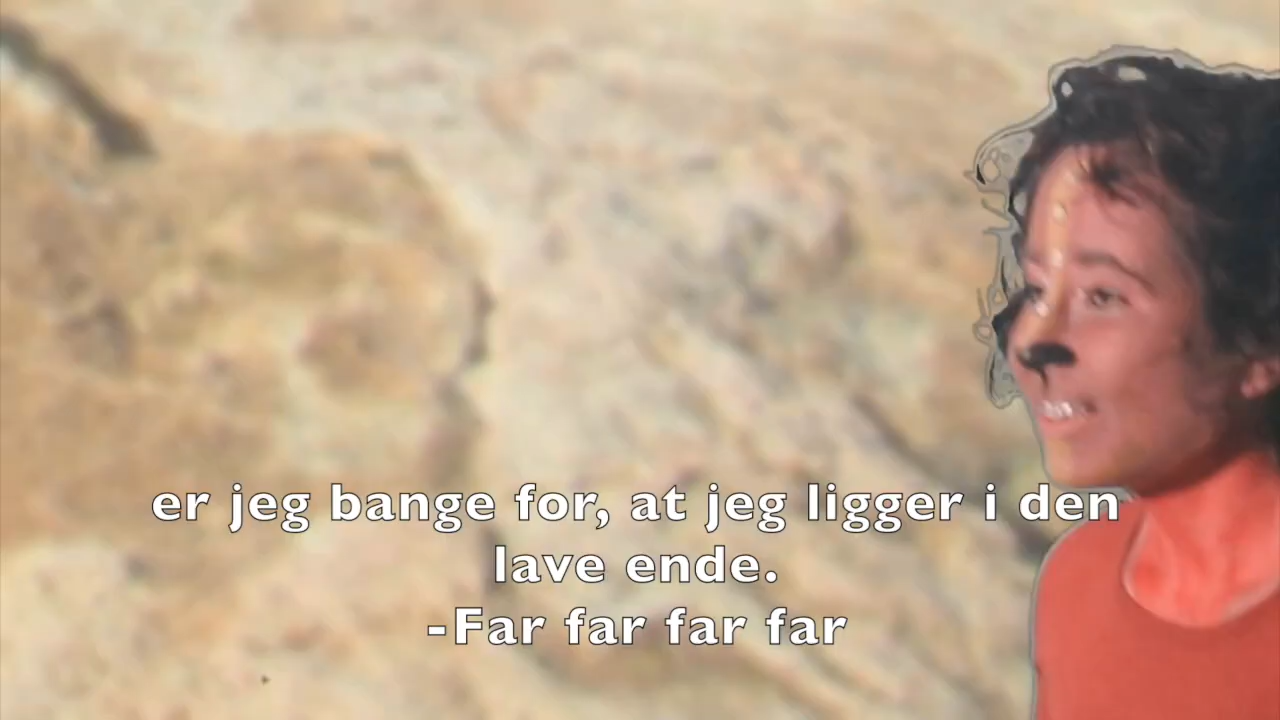 er jeg bange for, at jeg ligger i den
lave ende.
-Far far far far